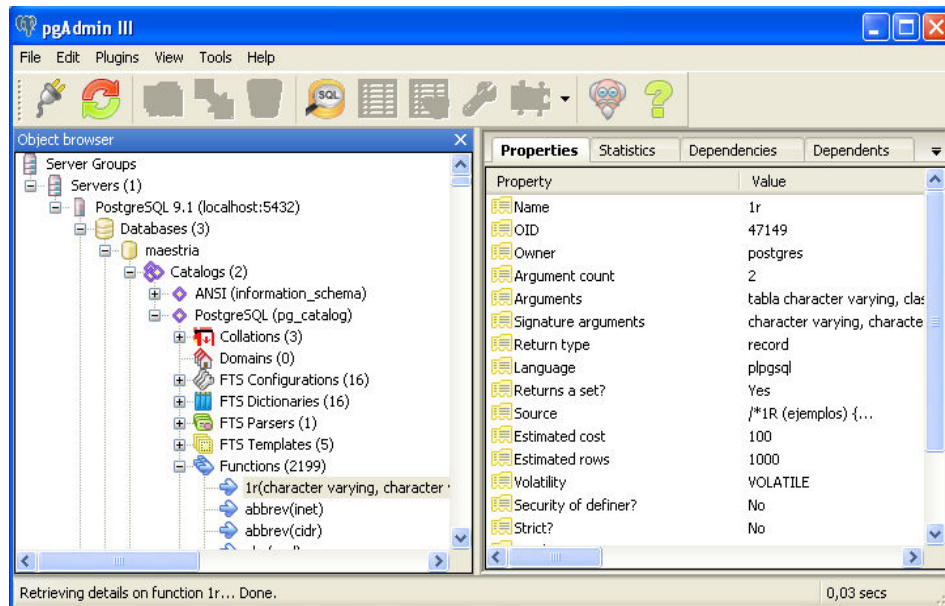 pgAdmin III
File Edit Plugins View Tools Help
SQL
Object browser
Server Groups
Servers (1)
PostgreSQL 9.1 (localhost:5432)
Databases (3)
maestria
Catalogs (2)
ANSI (information_schema)
PostgreSQL (pg_catalog)
Collations (3)
Domains (0)
FTS Configurations (16)
FTS Dictionaries (16)
FTS Parsers (1)
FTS Templates (5)
Functions (2199)
1r(character varying, character
abbrev(inet)
abbrev(cidr)
Properties Statistics Dependencies Dependents
Property Value
Name 1r
OID 47149
Owner postgres
Argument count 2
Arguments tabla character varying, clas
Signature arguments character varying, characte
Return type record
Language plpgsql
Returns a set? Yes
Source /*1R (ejemplos) {...
Estimated cost 100
Estimated rows 1000
Volatility VOLATILE
Security of definer? No
Strict? No
Retrieving details on function 1r... Done. 0,03 secs